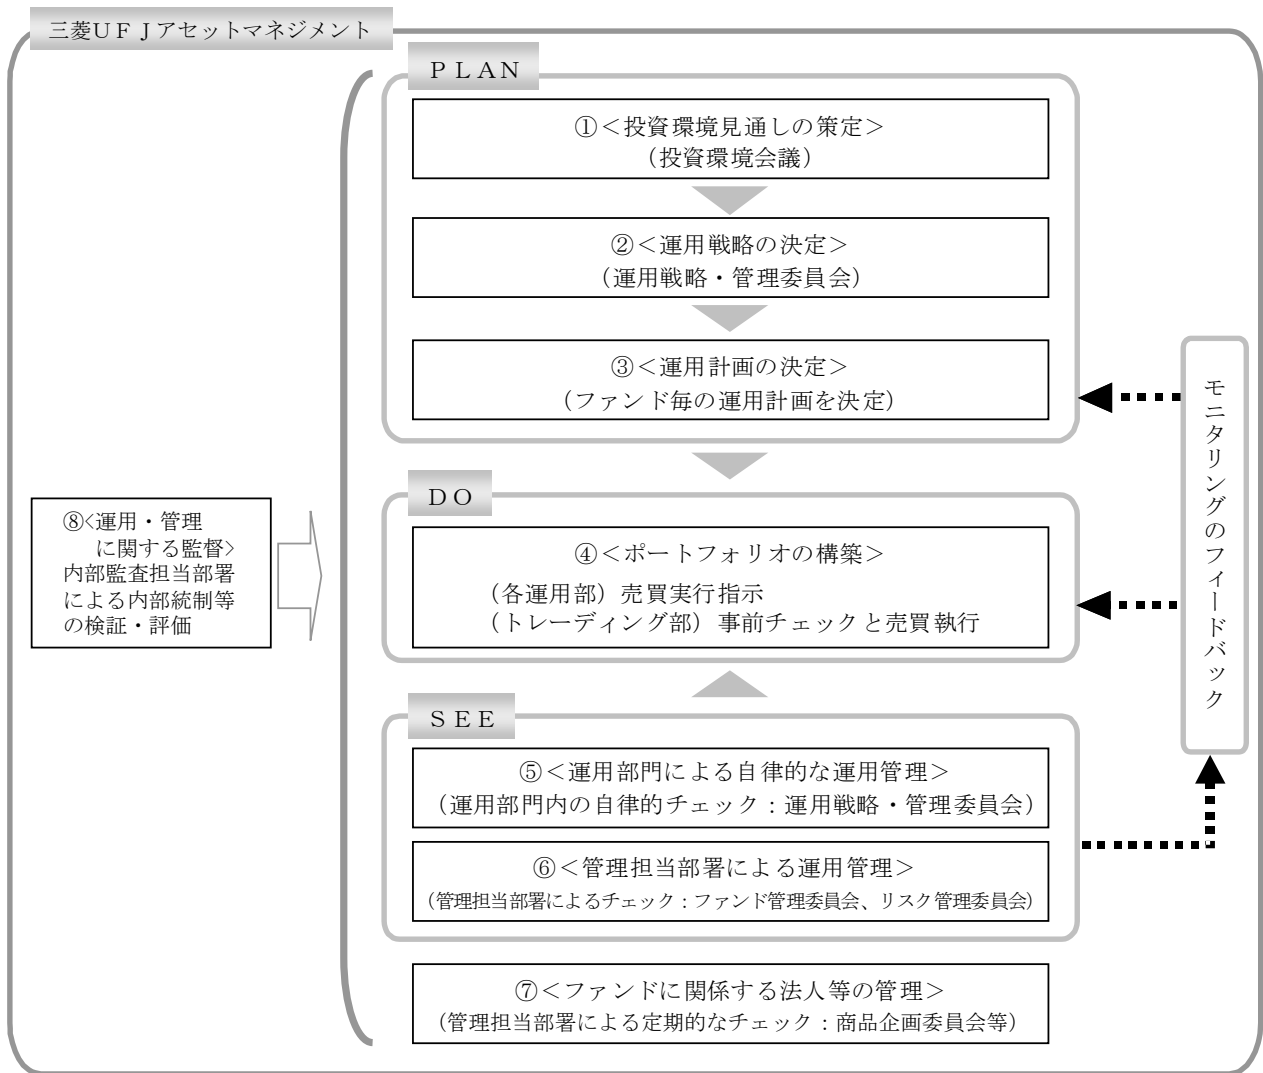 三菱ＵＦＪアセットマネジメント
ＰＬＡＮ
①＜投資環境見通しの策定＞
（投資環境会議）
②＜運用戦略の決定＞
（運用戦略・管理委員会）
③＜運用計画の決定＞
（ファンド毎の運用計画を決定）
ＤＯ
④＜ポートフォリオの構築＞
（各運用部）売買実行指示
（トレーディング部）事前チェックと売買執行
ＳＥＥ
⑤＜運用部門による自律的な運用管理＞
（運用部門内の自律的チェック：運用戦略・管理委員会）
⑥＜管理担当部署による運用管理＞
（管理担当部署によるチェック：ファンド管理委員会、リスク管理委員会）
⑦＜ファンドに関係する法人等の管理＞
（管理担当部署による定期的なチェック：商品企画委員会等）
⑧<運用・管理
に関する監督>
内部監査担当部署
による内部統制等
の検証・評価
モニタリングのフィードバック